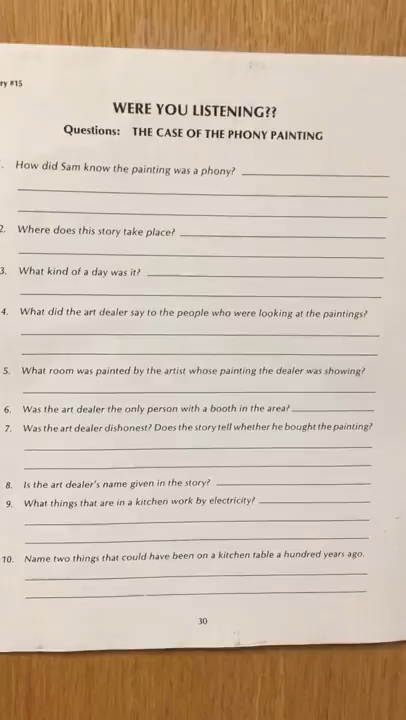 ry #15
WERE YOU LISTENING??
Questions: THE CASE OF THE PHONY PAINTING
. How did Sam know the painting was a phony?
2. Where does this story take place?
3. What kind of a day was it?
4. What did the art dealer say to the people who were looking at the paintings?
5. What room was painted by the artist whose painting the dealer was showing?
6. Was the art dealer the only person with a booth in the area?
7. Was the art dealer dishonest? Does the story tell whether he bought the painting?
8. Is the art dealer's name given in the story?
9. What things that are in a kitchen work by electricity?
10. Name two things that could have been on a kitchen table a hundred years ago.
30